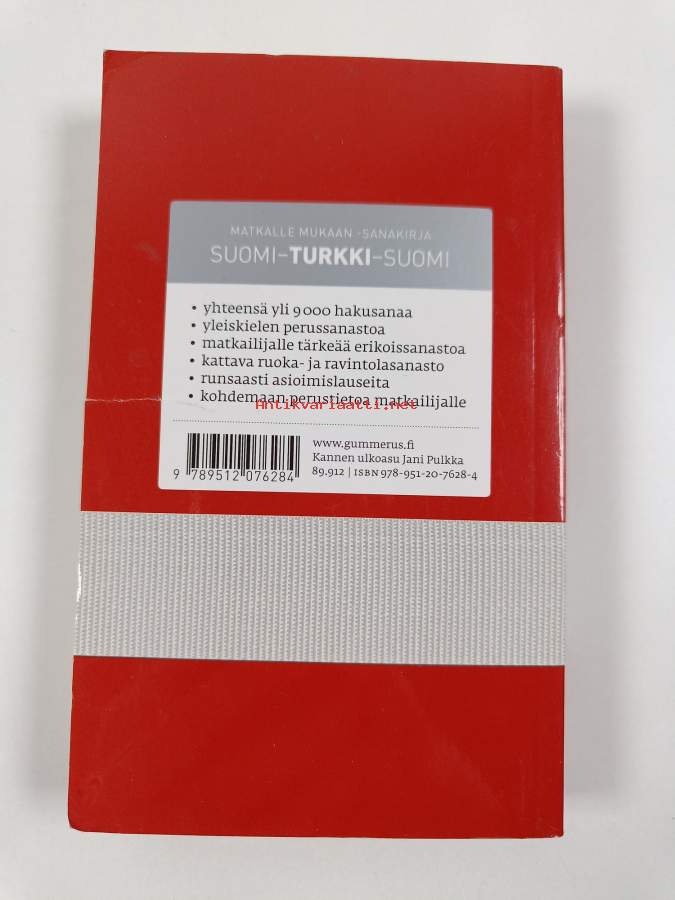 MATKALLE MUKAAN -SANAKIRJA
SUOMI–TURKKI–SUOMI
• yhteensä yli 9000 hakusanaa
• yleiskielen perussanastoa
• matkailijalle tärkeää erikoissanastoa
• kattava ruoka- ja ravintolasanasto
• runsaasti asioimislauseita
• kohdemaan perustietoa matkailijalle
Antikvariaatti.net
www.gummerus.fi
Kannen ulkoasu Jani Pulkka
89.912 | ISBN 978-951-20-7628-4
9 789512 076284